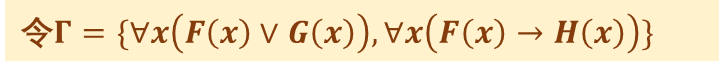 令Γ = {∀x(F(x) ∨ G(x)), ∀x(F(x) → H(x))}